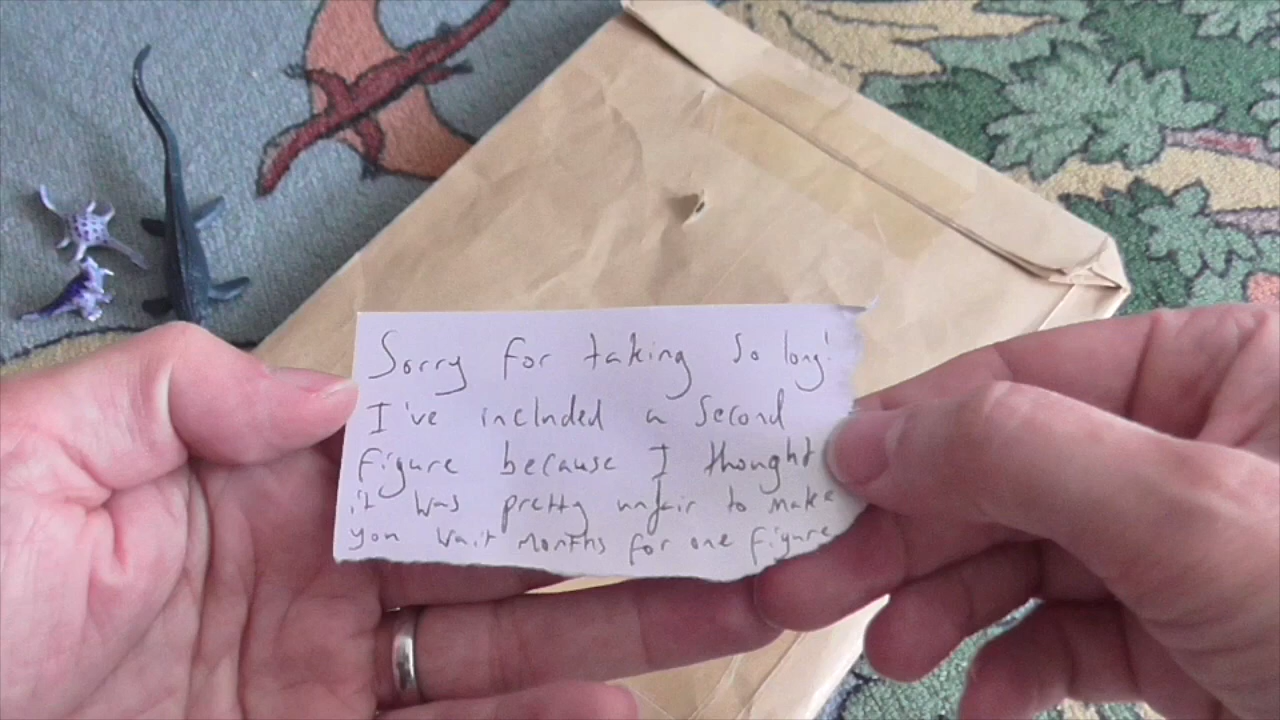 Sorry for taking so long!
I've included a second
figure because I thought
it was pretty unfair to make
you wait months for one figure